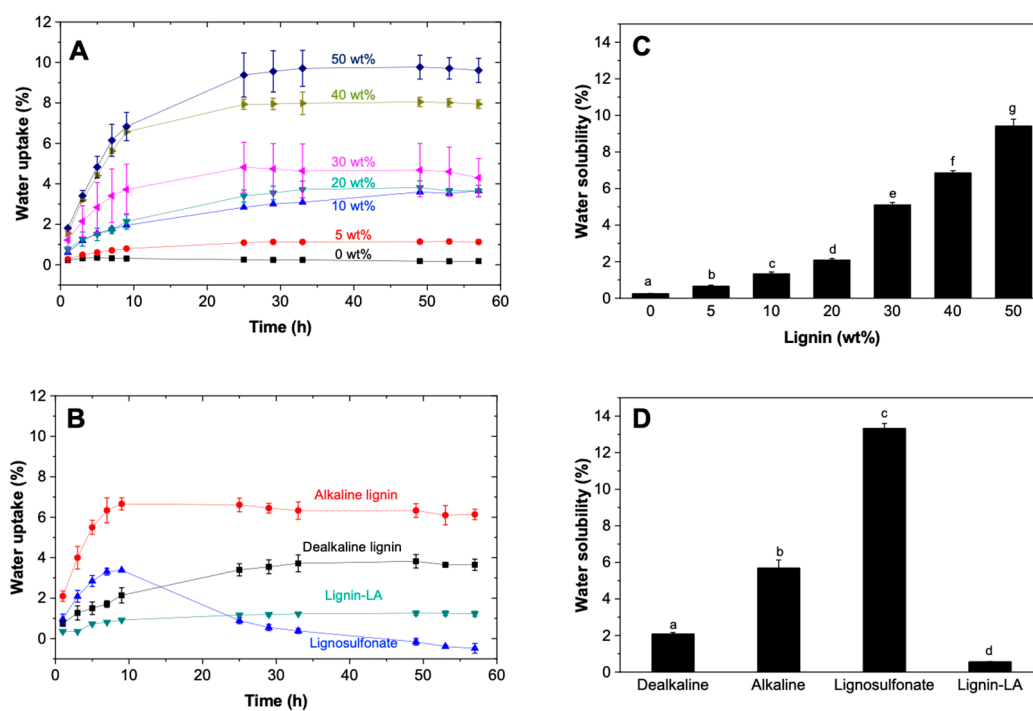 A
12
10
8
6
4
2
0
Water uptake (%)
50 wt%
40 wt%
30 wt%
20 wt%
10 wt%
5 wt%
0 wt%
0 10 20 30 40 50 60
Time (h)
C
14
12
10
8
6
4
2
0
Water solubility (%)
a b c d e f g
0 5 10 20 30 40 50
Lignin (wt%)
B
12
10
8
6
4
2
0
Water uptake (%)
Alkaline lignin
Dealkaline lignin
Lignin-LA
Lignosulfonate
0 10 20 30 40 50 60
Time (h)
D
14
12
10
8
6
4
2
0
Water solubility (%)
a b c d
Dealkaline Alkaline Lignosulfonate Lignin-LA